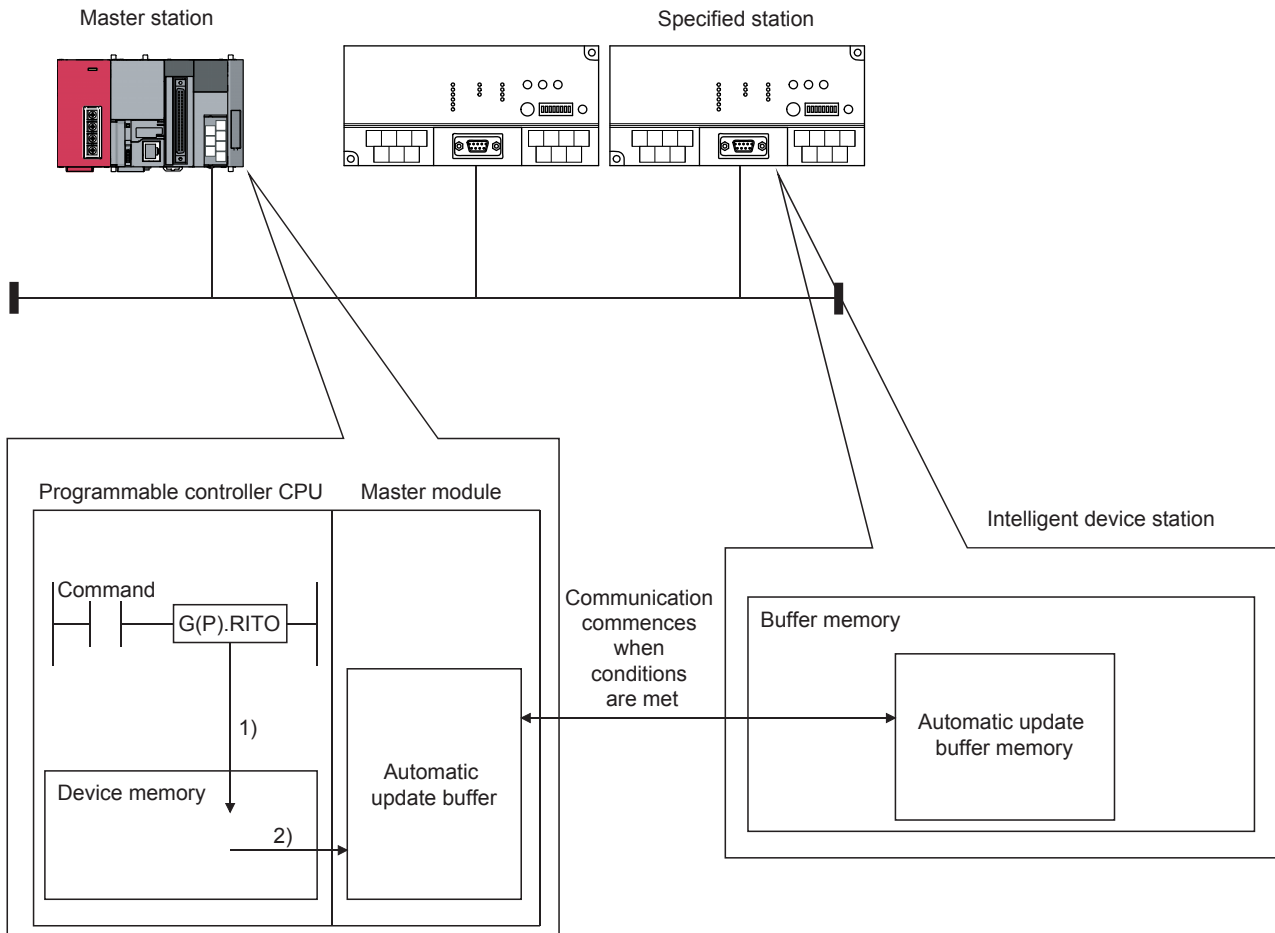 Master station
Specified station
Programmable controller CPU
Master module
Intelligent device station
Command
G(P).RITO
Communication
commences
when
conditions
are met
Buffer memory
1)
Automatic update
buffer memory
Device memory
Automatic
update buffer
2)